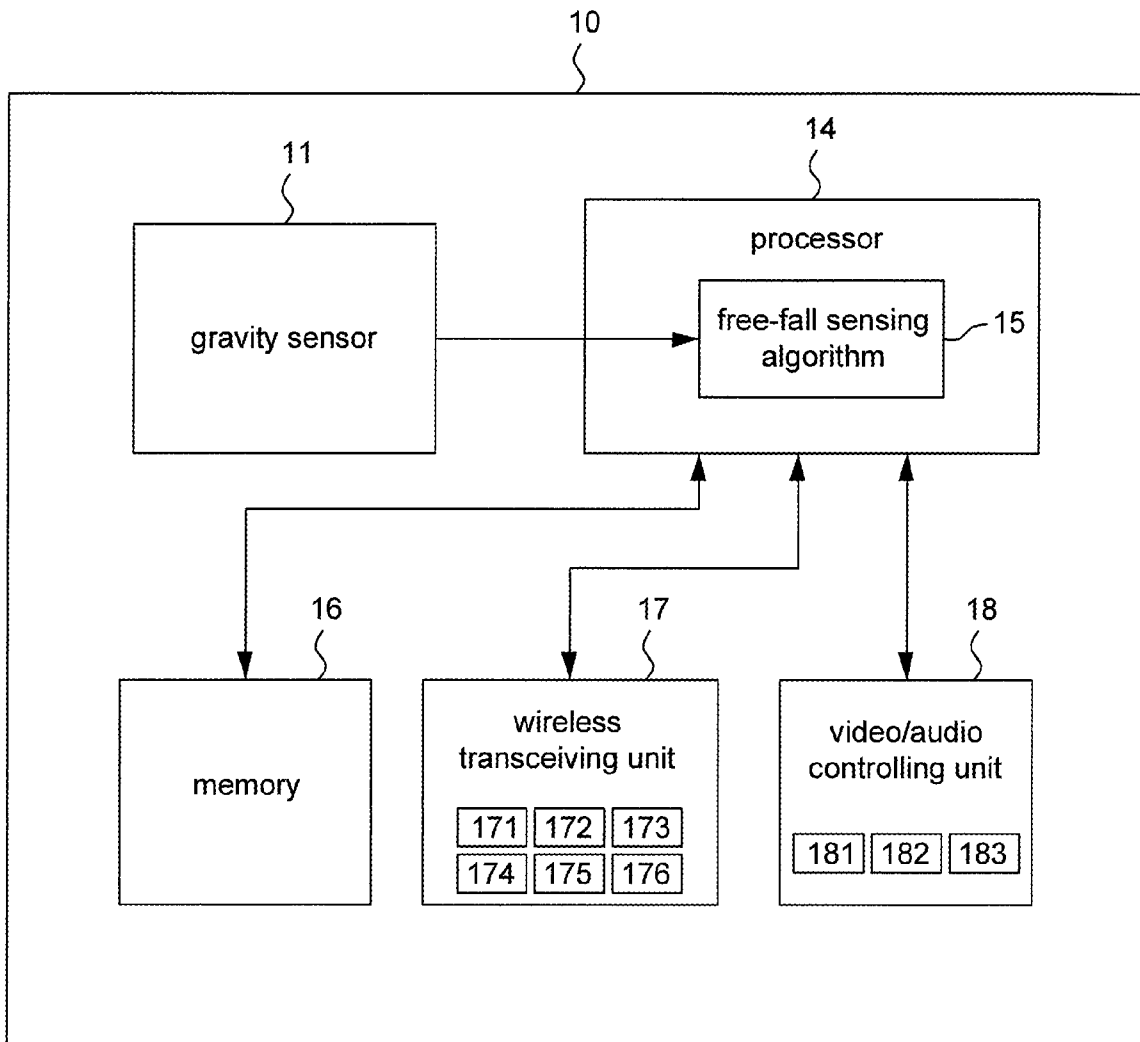 10
11
14
processor
gravity sensor
free-fall sensing
algorithm
15
16
17
18
memory
wireless
transceiving unit
171 172 173
174 175 176
video/audio
controlling unit
181 182 183